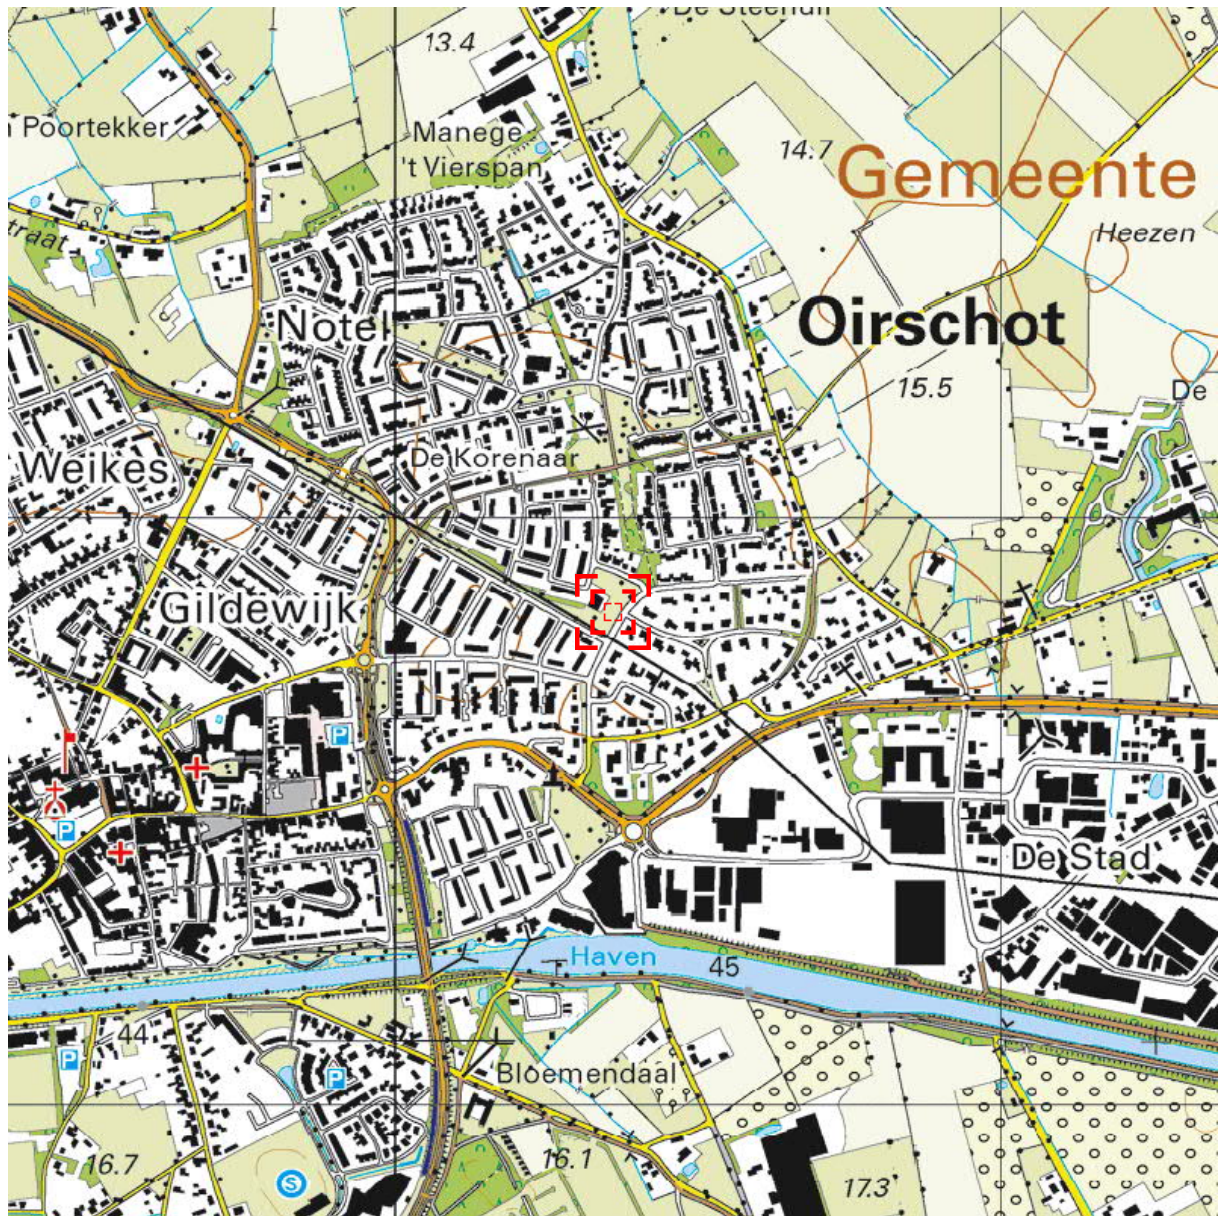 13.4
Poortekker
Manege
't Vierspan
14.7
Gemeente
Heezen
traat
Notel
Oirschot
15.5
De
Weikes
De Korenaar
Gildewijk
P
P
De Stad
Haven
45
44
P
P
Bloemendaal
16.7
16.1
S
17.3